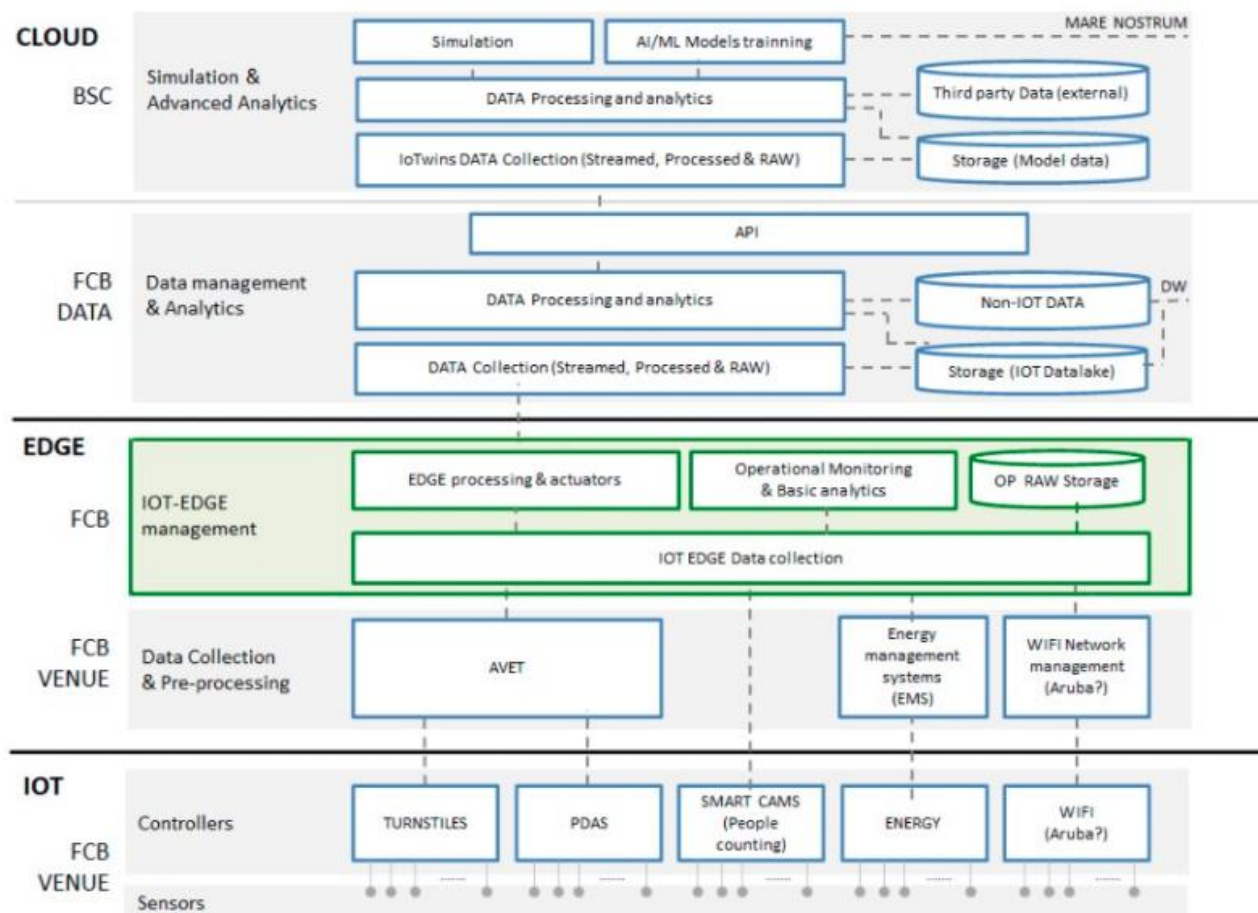 MARE NOSTRUM
CLOUD
BSC
Simulation &
Advanced Analytics
Simulation
AI/ML Models trainning
DATA Processing and analytics
Third party Data (external)
IoTwins DATA Collection (Streamed, Processed & RAW)
Storage (Model data)
FCB
DATA
Data management
& Analytics
API
DATA Processing and analytics
Non-IOT DATA
DW
DATA Collection (Streamed, Processed & RAW)
Storage (IOT Datalake)
EDGE
FCB
IOT-EDGE
management
EDGE processing & actuators
Operational Monitoring
& Basic analytics
OP RAW Storage
IOT EDGE Data collection
FCB
VENUE
Data Collection
& Pre-processing
AVET
Energy
management
systems
(EMS)
WIFI Network
management
(Aruba?)
IOT
FCB
VENUE
Controllers
TURNSTILES
PDAS
SMART CAMS
(People
counting)
ENERGY
WIFI
(Aruba?)
Sensors